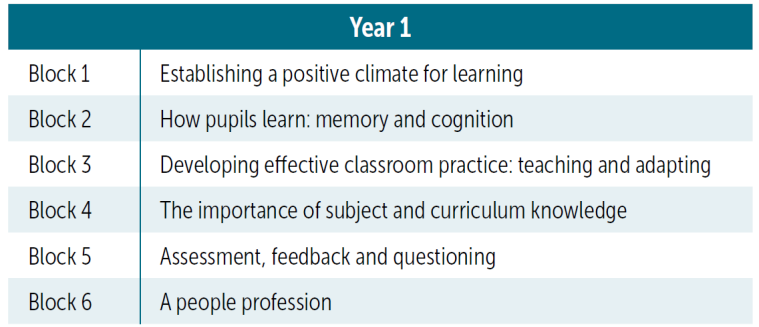 Year 1
Block 1 Establishing a positive climate for learning
Block 2 How pupils learn: memory and cognition
Block 3 Developing effective classroom practice: teaching and adapting
Block 4 The importance of subject and curriculum knowledge
Block 5 Assessment, feedback and questioning
Block 6 A people profession